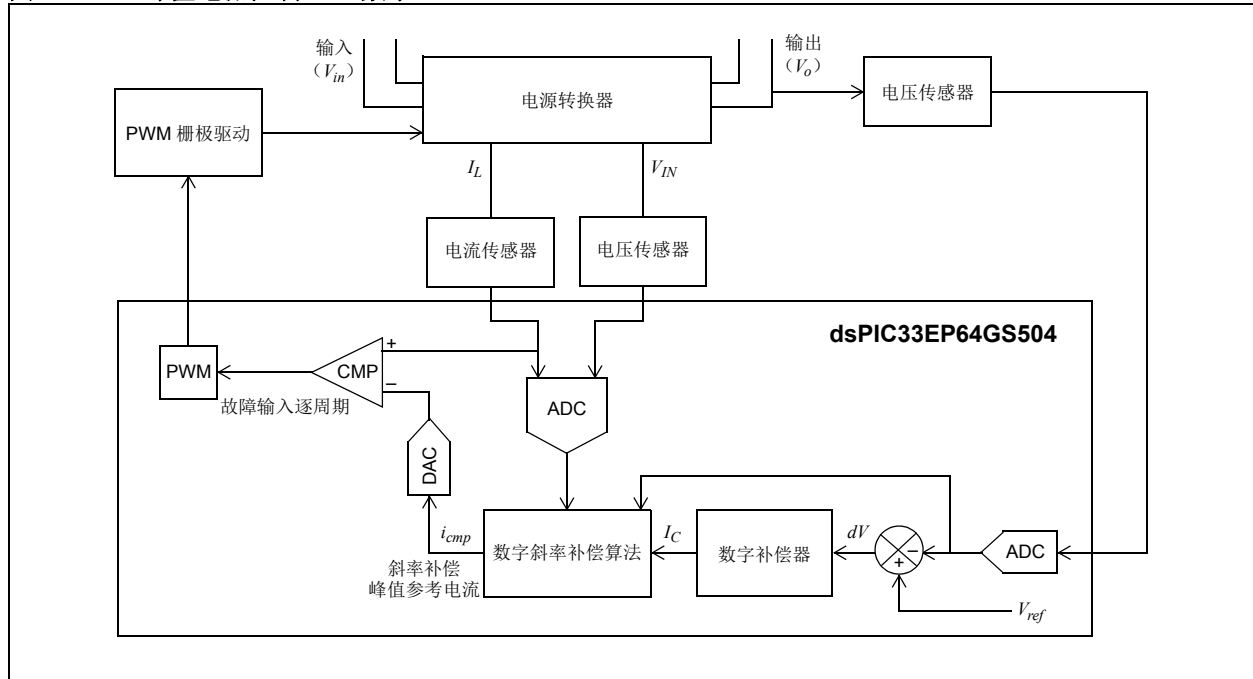 输入
（Vin）
输出
（Vo）
电源转换器
电压传感器
PWM 栅极驱动
IL
VIN
电流传感器
电压传感器
dsPIC33EP64GS504
+
PWM
CMP
–
故障输入逐周期
ADC
DAC
icmp
数字斜率补偿算法
IC
数字补偿器
dV
–
+
ADC
斜率补偿
峰值参考电流
Vref